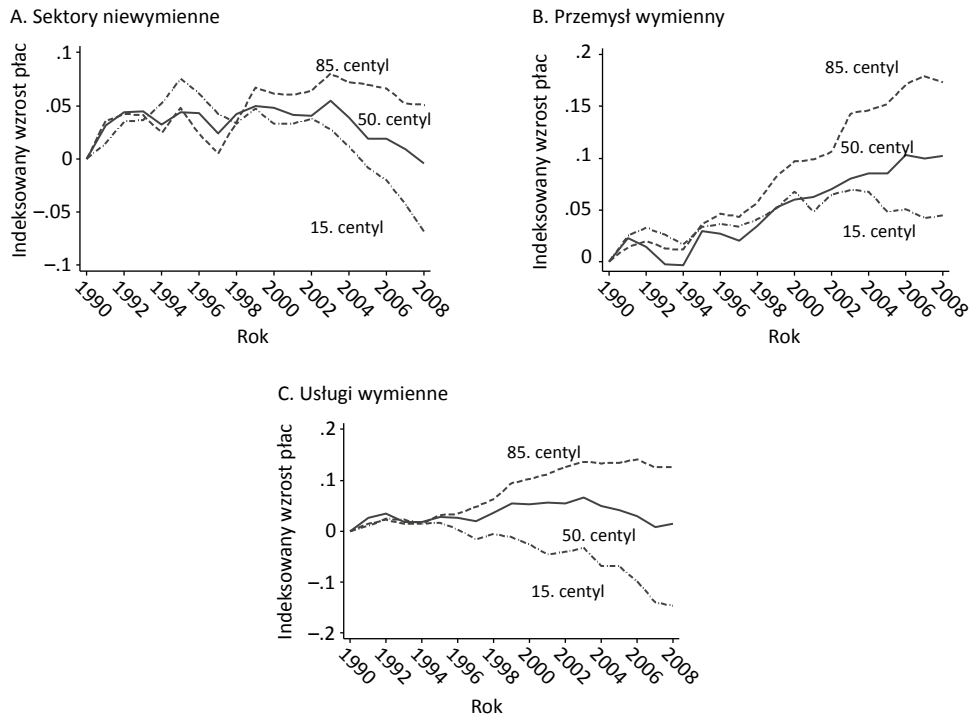 A. Sektory niewymienne
Indeksowany wzrost płac
.1
.05
0
−.05
−.1
85. centyl
50. centyl
15. centyl
1990
1992
1994
1996
1998
2000
2002
2004
2006
2008
Rok
B. Przemysł wymienny
Indeksowany wzrost płac
.2
.15
.1
.05
0
85. centyl
50. centyl
15. centyl
1990
1992
1994
1996
1998
2000
2002
2004
2006
2008
Rok
C. Usługi wymienne
Indeksowany wzrost płac
.2
.1
0
−.1
−.2
85. centyl
50. centyl
15. centyl
1990
1992
1994
1996
1998
2000
2002
2004
2006
2008
Rok